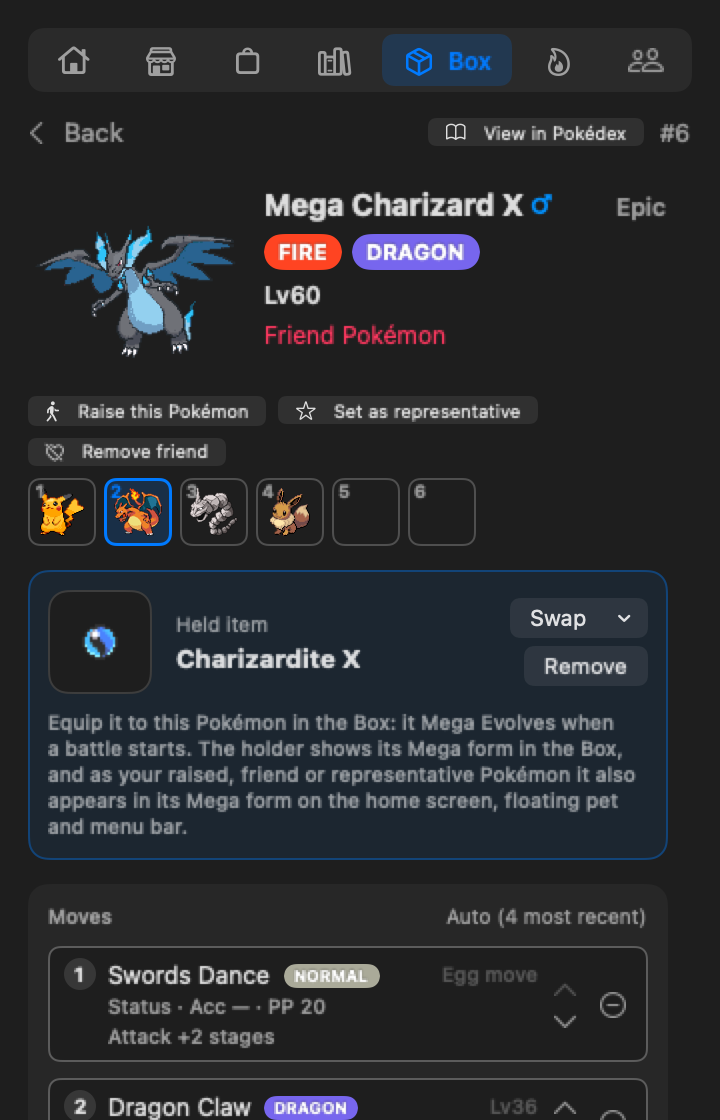 Box
Back
View in Pokédex
#6
Mega Charizard X ♂
Epic
FIRE
DRAGON
Lv60
Friend Pokémon
Raise this Pokémon
Set as representative
Remove friend
1
2
3
4
5
6
Held item
Charizardite X
Swap
Remove
Equip it to this Pokémon in the Box: it Mega Evolves when
a battle starts. The holder shows its Mega form in the Box,
and as your raised, friend or representative Pokémon it also
appears in its Mega form on the home screen, floating pet
and menu bar.
Moves
Auto (4 most recent)
1
Swords Dance
NORMAL
Egg move
Status · Acc — · PP 20
Attack +2 stages
2
Dragon Claw
DRAGON
Lv36